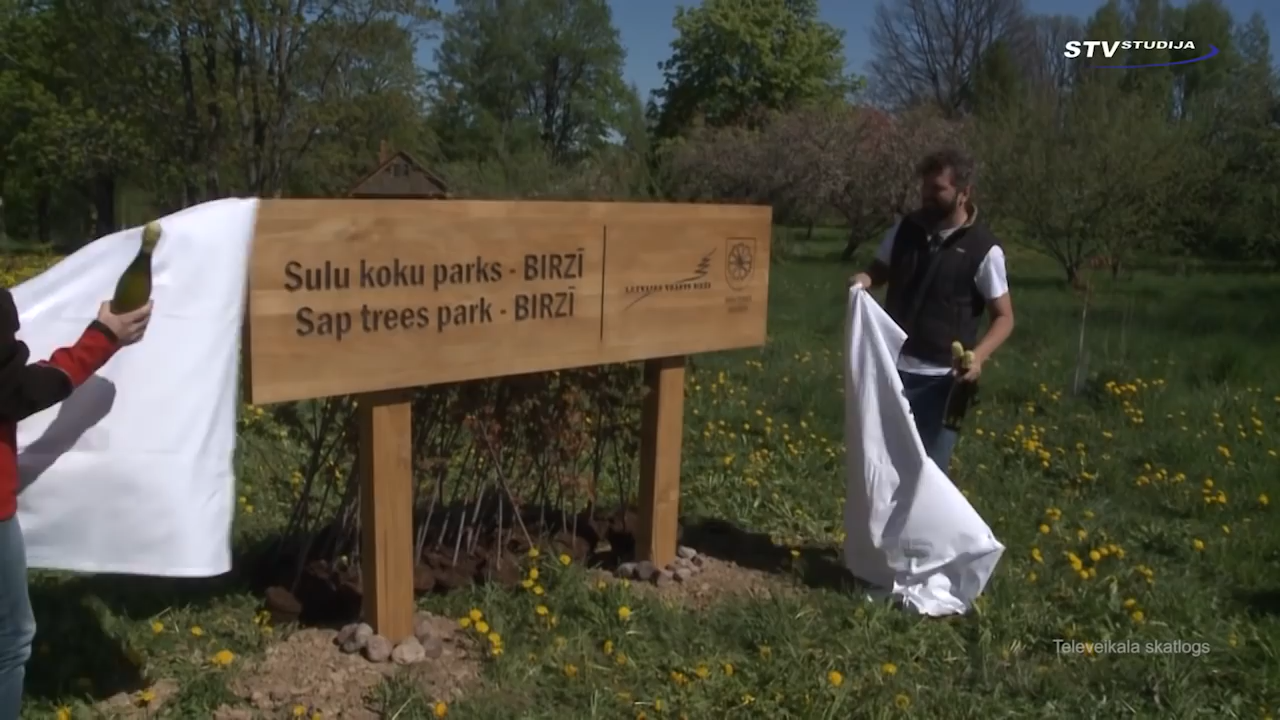 STV STUDIJA
Sulu koku parks - BIRZĪ
Sap trees park - BIRZĪ
Televeikala skatlogs